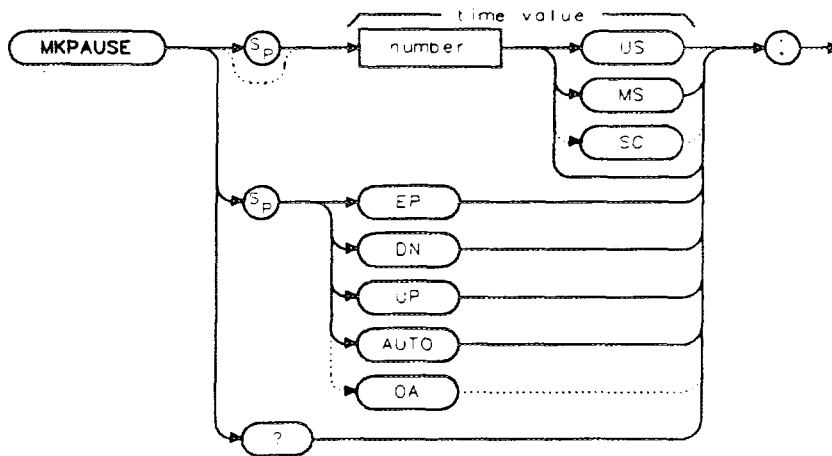 time value
MKPAUSE SP number US ;
MS
SC
SP EP
DN
UP
AUTO
OA
?